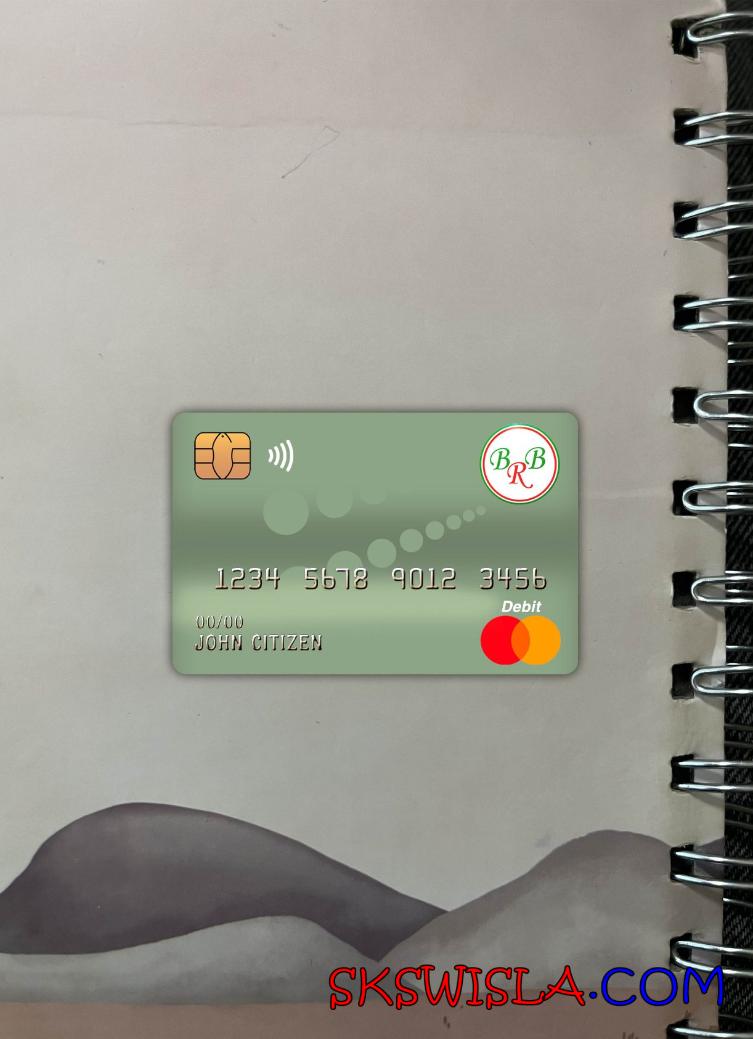 BRB
1234 5678 9012 3456
Debit
00/00
JOHN CITIZEN
SKSWISLA.COM